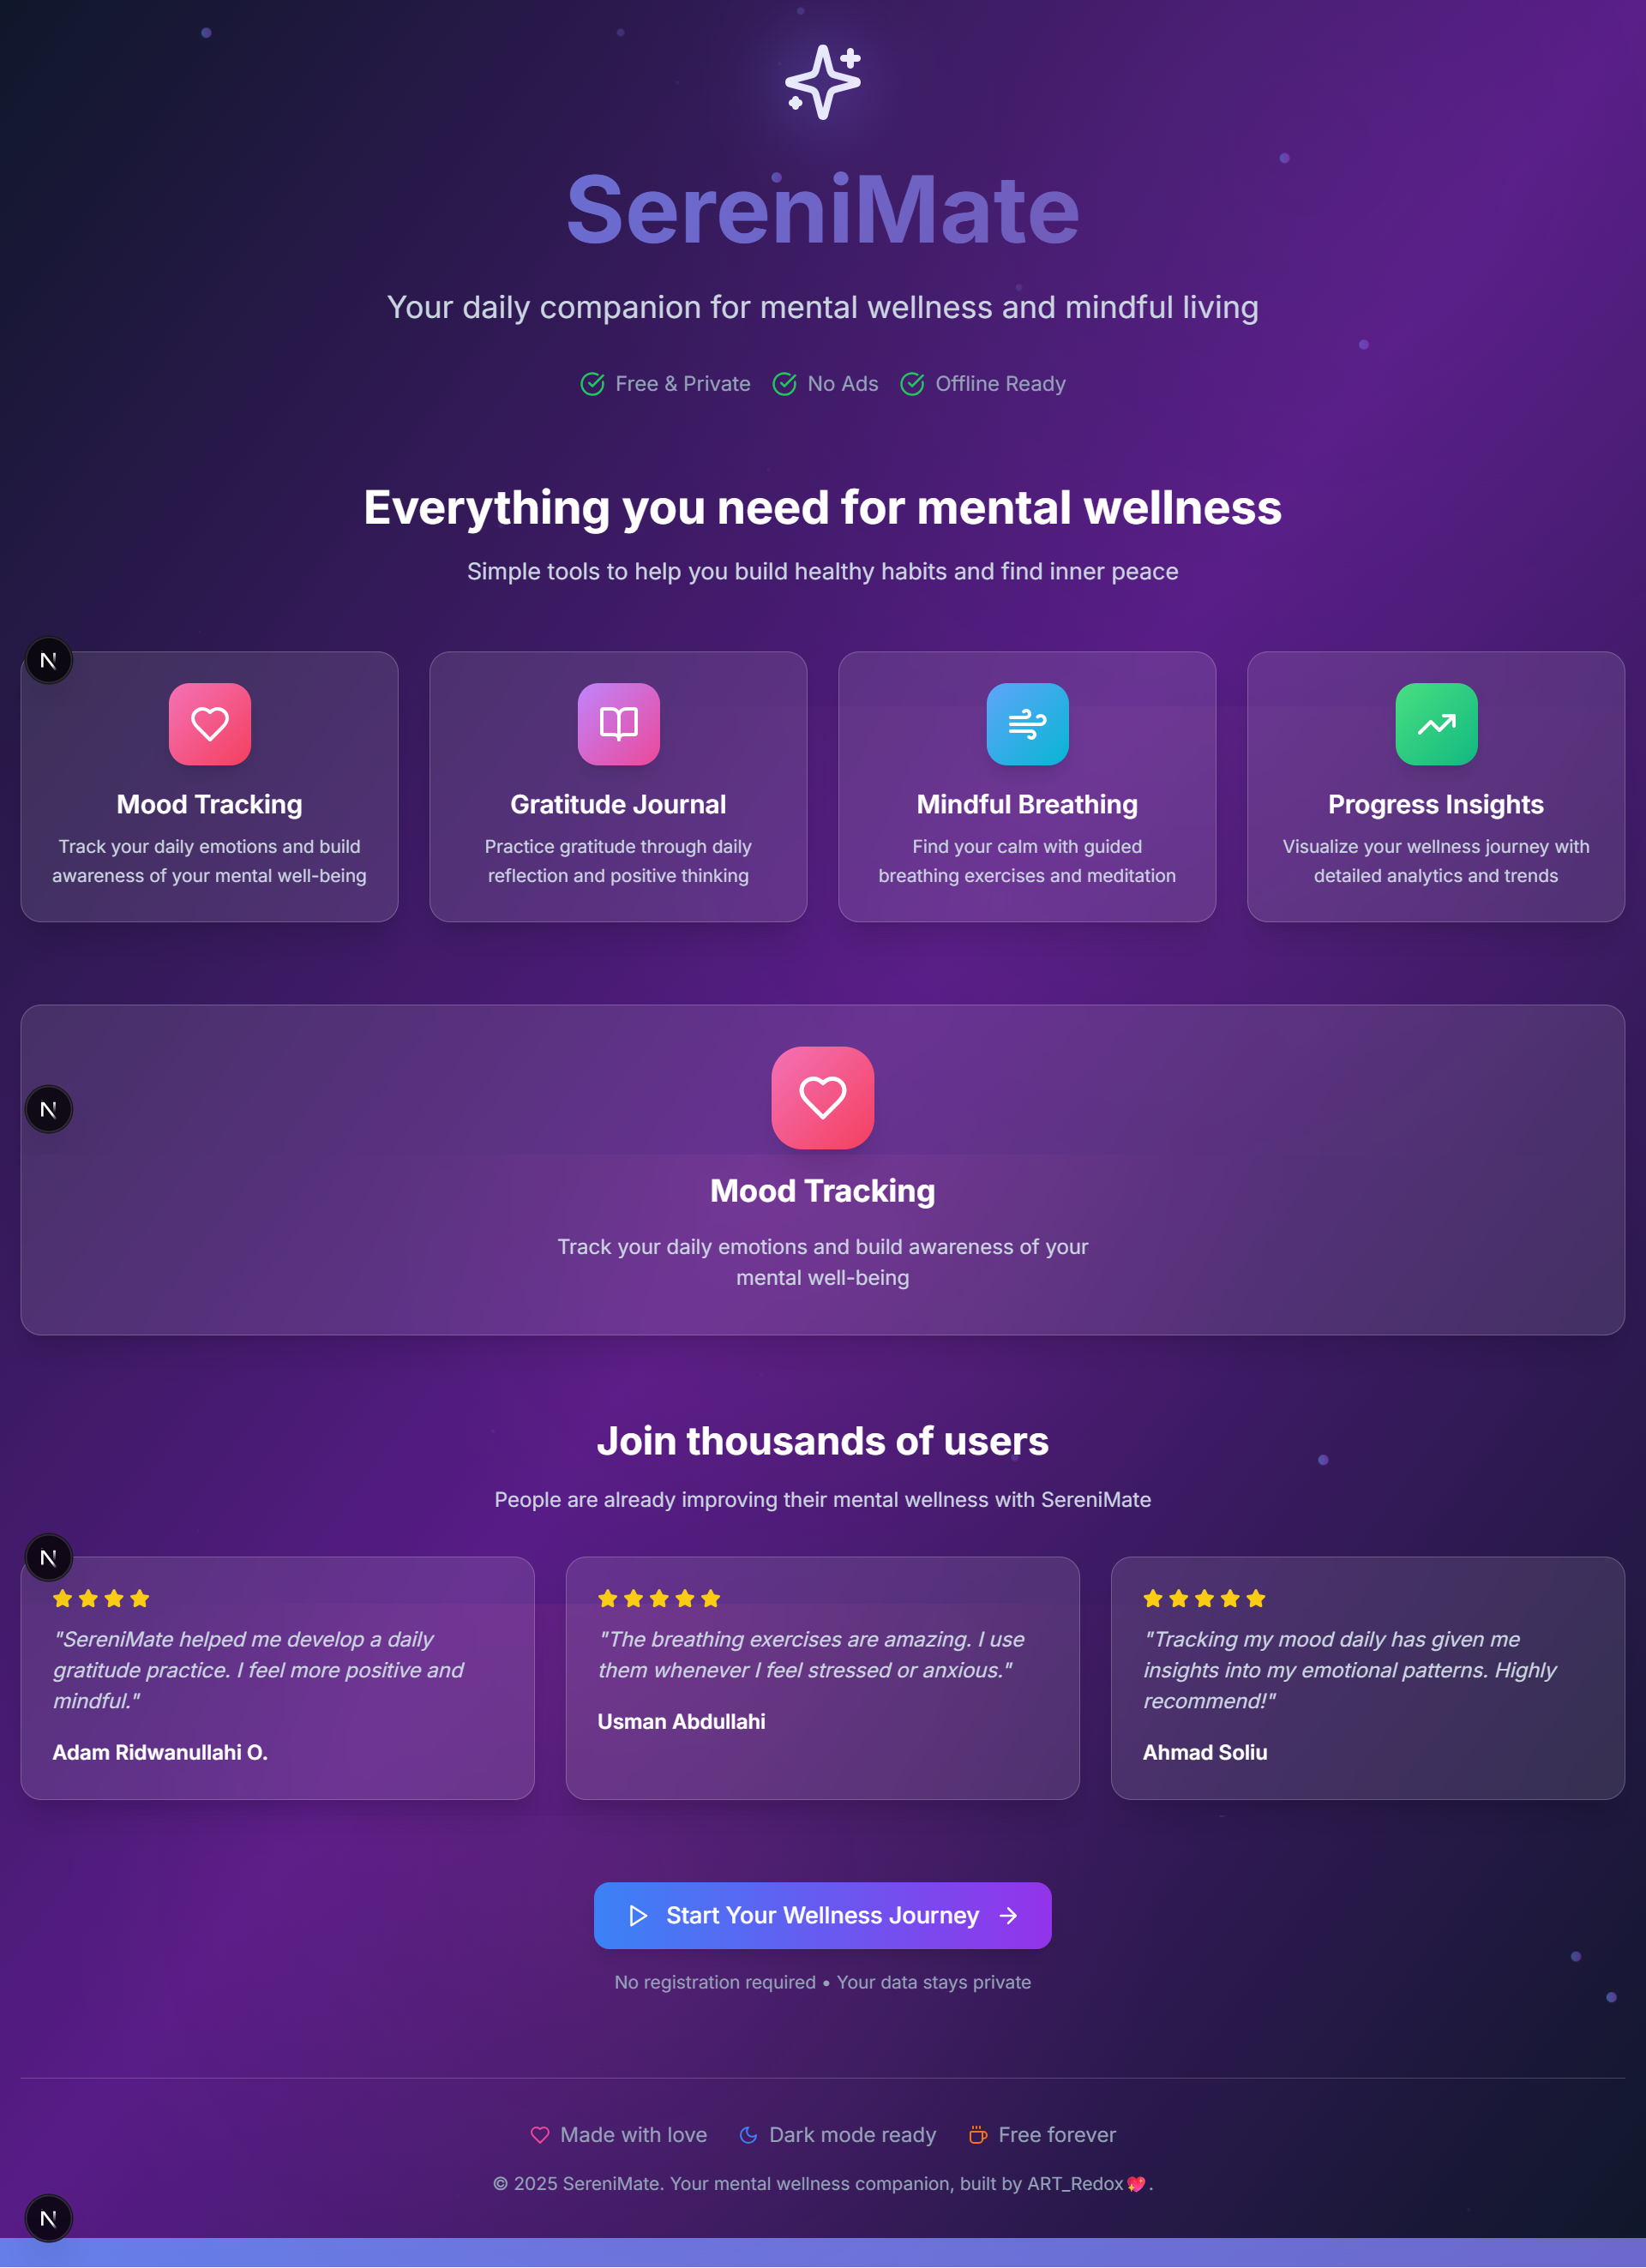 SereniMate
Your daily companion for mental wellness and mindful living
Free & Private No Ads Offline Ready
Everything you need for mental wellness
Simple tools to help you build healthy habits and find inner peace
N
Mood Tracking
Track your daily emotions and build
awareness of your mental well-being
Gratitude Journal
Practice gratitude through daily
reflection and positive thinking
Mindful Breathing
Find your calm with guided
breathing exercises and meditation
Progress Insights
Visualize your wellness journey with
detailed analytics and trends
N
Mood Tracking
Track your daily emotions and build awareness of your
mental well-being
Join thousands of users
People are already improving their mental wellness with SereniMate
N
"SereniMate helped me develop a daily
gratitude practice. I feel more positive and
mindful."
Adam Ridwanullahi O.
"The breathing exercises are amazing. I use
them whenever I feel stressed or anxious."
Usman Abdullahi
"Tracking my mood daily has given me
insights into my emotional patterns. Highly
recommend!"
Ahmad Soliu
Start Your Wellness Journey
No registration required • Your data stays private
Made with love Dark mode ready Free forever
© 2025 SereniMate. Your mental wellness companion, built by ART_Redox💖.
N